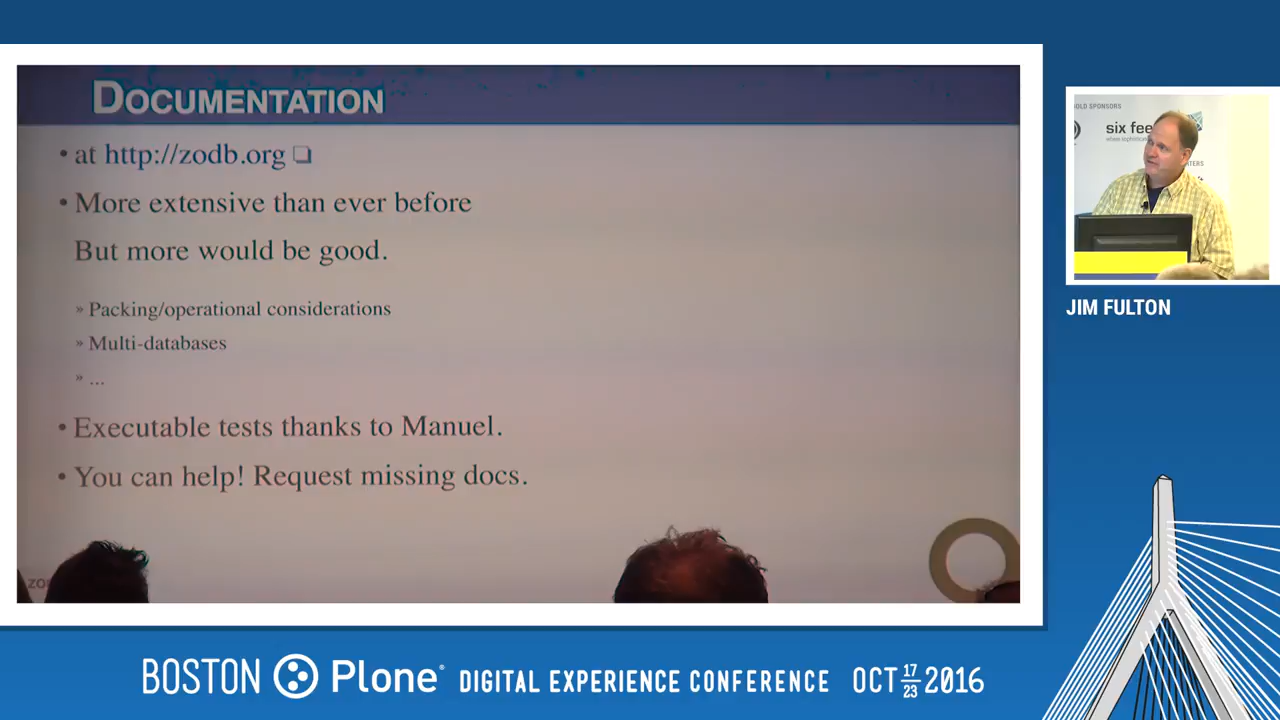 DOCUMENTATION
• at http://zodb.org ❏
• More extensive than ever before
But more would be good.
» Packing/operational considerations
» Multi-databases
» ...
• Executable tests thanks to Manuel.
• You can help! Request missing docs.
OLD SPONSORS
six fee
JIM FULTON
BOSTON Plone® DIGITAL EXPERIENCE CONFERENCE OCT 17 23 2016